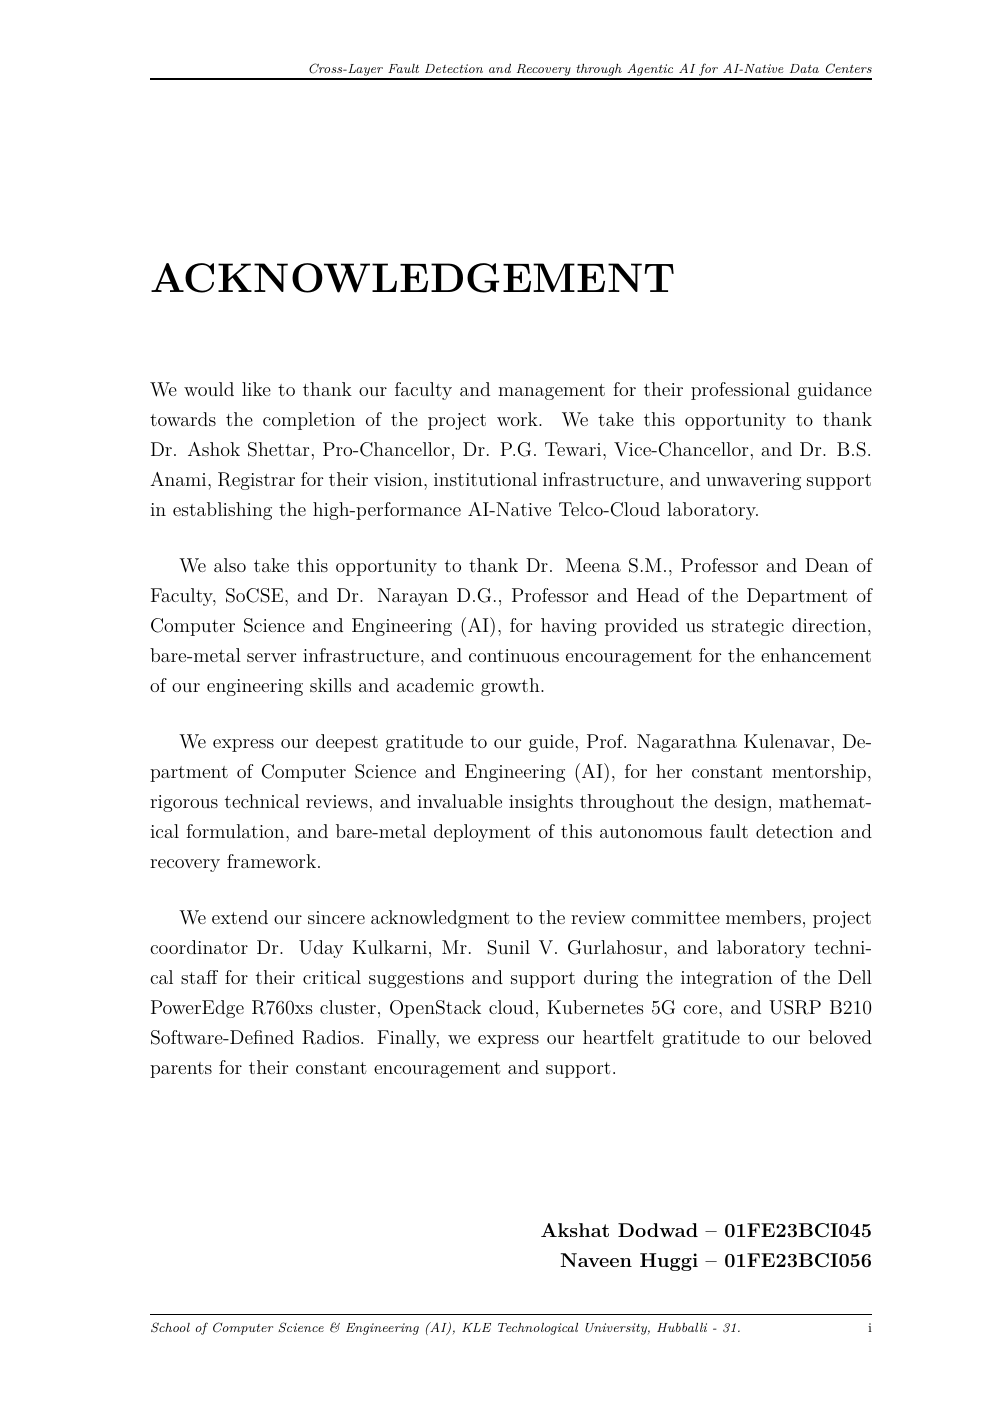 Cross-Layer Fault Detection and Recovery through Agentic AI for AI-Native Data Centers
ACKNOWLEDGEMENT
We would like to thank our faculty and management for their professional guidance
towards the completion of the project work. We take this opportunity to thank
Dr. Ashok Shettar, Pro-Chancellor, Dr. P.G. Tewari, Vice-Chancellor, and Dr. B.S.
Anami, Registrar for their vision, institutional infrastructure, and unwavering support
in establishing the high-performance AI-Native Telco-Cloud laboratory.
We also take this opportunity to thank Dr. Meena S.M., Professor and Dean of
Faculty, SoCSE, and Dr. Narayan D.G., Professor and Head of the Department of
Computer Science and Engineering (AI), for having provided us strategic direction,
bare-metal server infrastructure, and continuous encouragement for the enhancement
of our engineering skills and academic growth.
We express our deepest gratitude to our guide, Prof. Nagarathna Kulenavar, De-
partment of Computer Science and Engineering (AI), for her constant mentorship,
rigorous technical reviews, and invaluable insights throughout the design, mathemat-
ical formulation, and bare-metal deployment of this autonomous fault detection and
recovery framework.
We extend our sincere acknowledgment to the review committee members, project
coordinator Dr. Uday Kulkarni, Mr. Sunil V. Gurlahosur, and laboratory techni-
cal staff for their critical suggestions and support during the integration of the Dell
PowerEdge R760xs cluster, OpenStack cloud, Kubernetes 5G core, and USRP B210
Software-Defined Radios. Finally, we express our heartfelt gratitude to our beloved
parents for their constant encouragement and support.
Akshat Dodwad – 01FE23BCI045
Naveen Huggi – 01FE23BCI056
School of Computer Science & Engineering (AI), KLE Technological University, Hubballi - 31. i